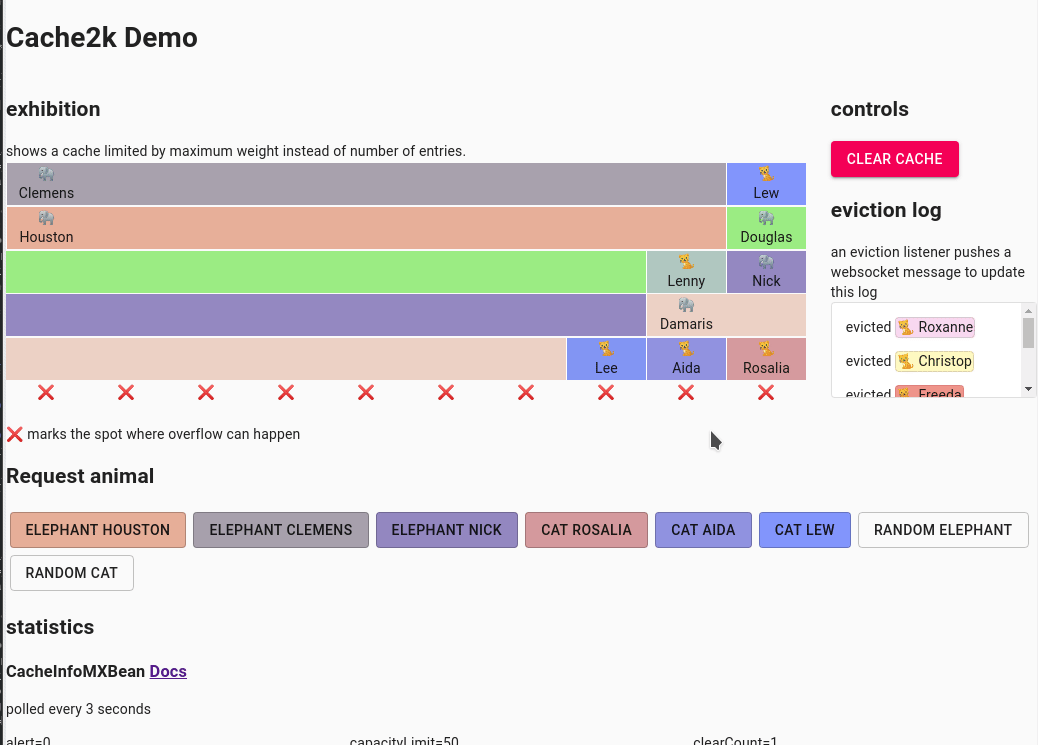 Cache2k Demo
exhibition
shows a cache limited by maximum weight instead of number of entries.
Clemens
Lew
Houston
Douglas
Lenny
Nick
Damaris
Lee
Aida
Rosalia
marks the spot where overflow can happen
controls
CLEAR CACHE
eviction log
an eviction listener pushes a
websocket message to update
this log
evicted Roxanne
evicted Christop
evicted Freeda
Request animal
ELEPHANT HOUSTON
ELEPHANT CLEMENS
ELEPHANT NICK
CAT ROSALIA
CAT AIDA
CAT LEW
RANDOM ELEPHANT
RANDOM CAT
statistics
CacheInfoMXBean Docs
polled every 3 seconds
alert=0
capacityLimit=50
clearCount=1